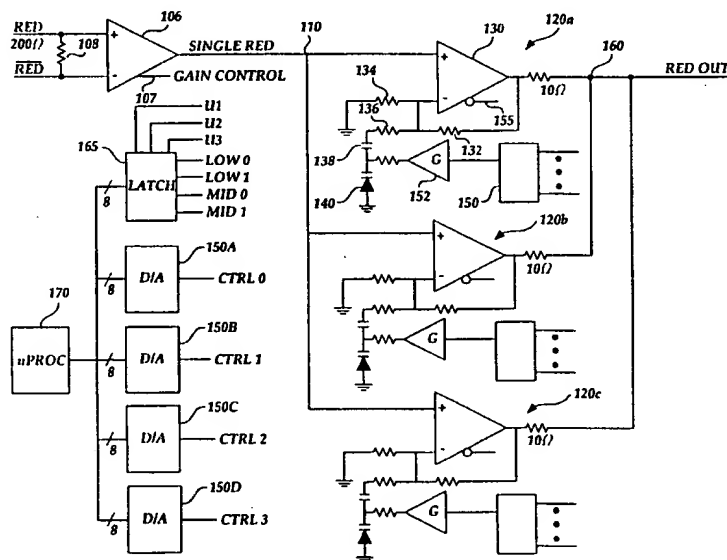 RED
200Ω
RED
108
106
+
-
107
SINGLE RED
GAIN CONTROL
110
130
120a
160
+
-
10Ω
RED OUT
155
134
136
138
132
G
152
150
140
U1
U2
U3
165
LATCH
LOW 0
LOW 1
MID 0
MID 1
8
150A
D/A
8
CTRL 0
170
uPROC
150B
D/A
8
CTRL 1
150C
D/A
8
CTRL 2
150D
D/A
8
CTRL 3
+
-
120b
10Ω
G
+
-
120c
10Ω
G